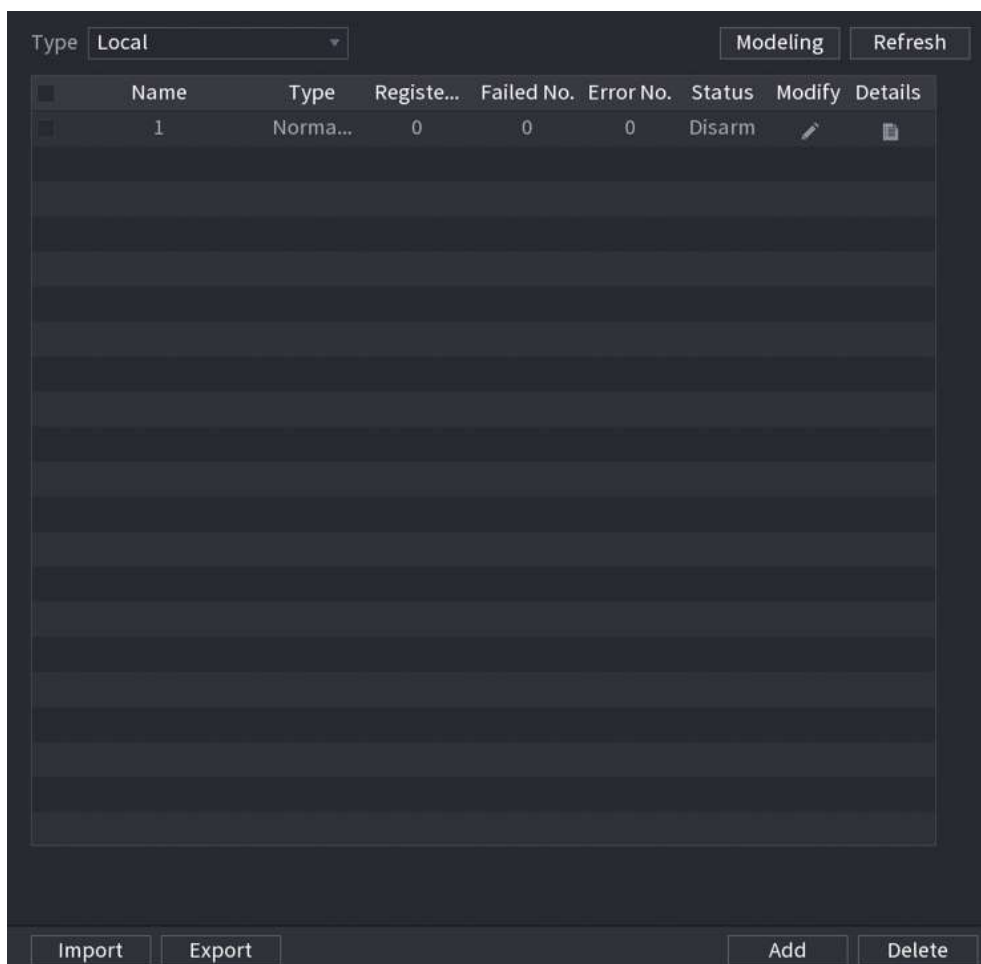 Type Local Modeling Refresh
Name Type Registe... Failed No. Error No. Status Modify Details
1 Norma... 0 0 0 Disarm
Import Export Add Delete